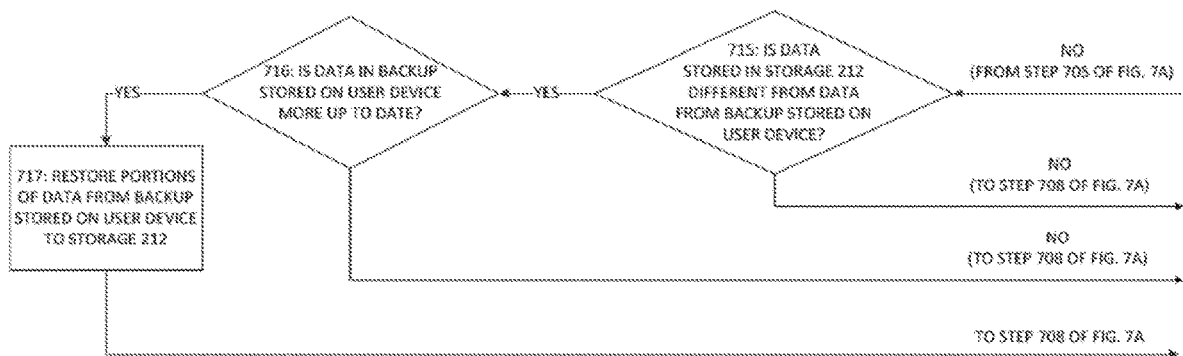 NO
(FROM STEP 705 OF FIG. 7A)
715: IS DATA
STORED IN STORAGE 212
DIFFERENT FROM DATA
FROM BACKUP STORED ON
USER DEVICE?
YES
716: IS DATA IN BACKUP
STORED ON USER DEVICE
MORE UP TO DATE?
YES
717: RESTORE PORTIONS
OF DATA FROM BACKUP
STORED ON USER DEVICE
TO STORAGE 212
NO
(TO STEP 708 OF FIG. 7A)
NO
(TO STEP 708 OF FIG. 7A)
TO STEP 708 OF FIG. 7A